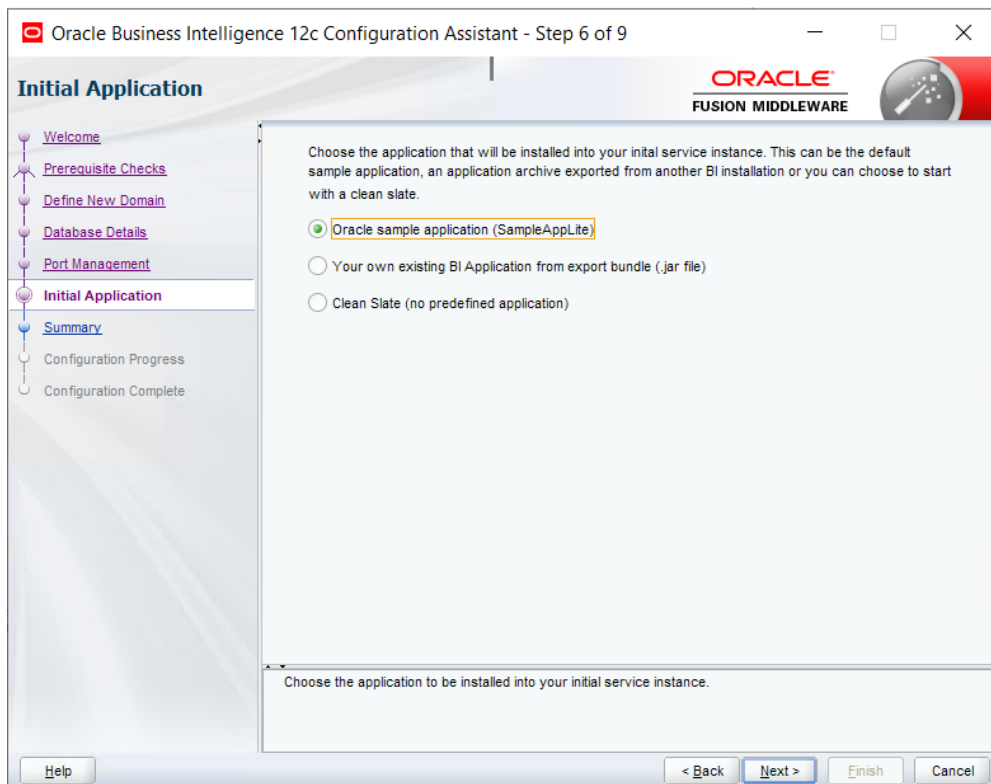 Oracle Business Intelligence 12c Configuration Assistant - Step 6 of 9
Initial Application
ORACLE
FUSION MIDDLEWARE
Welcome
Prerequisite Checks
Define New Domain
Database Details
Port Management
Initial Application
Summary
Configuration Progress
Configuration Complete
Choose the application that will be installed into your inital service instance. This can be the default
sample application, an application archive exported from another BI installation or you can choose to start
with a clean slate.
Oracle sample application (SampleAppLite)
Your own existing BI Application from export bundle (.jar file)
Clean Slate (no predefined application)
Choose the application to be installed into your initial service instance.
Help
< Back
Next >
Finish
Cancel